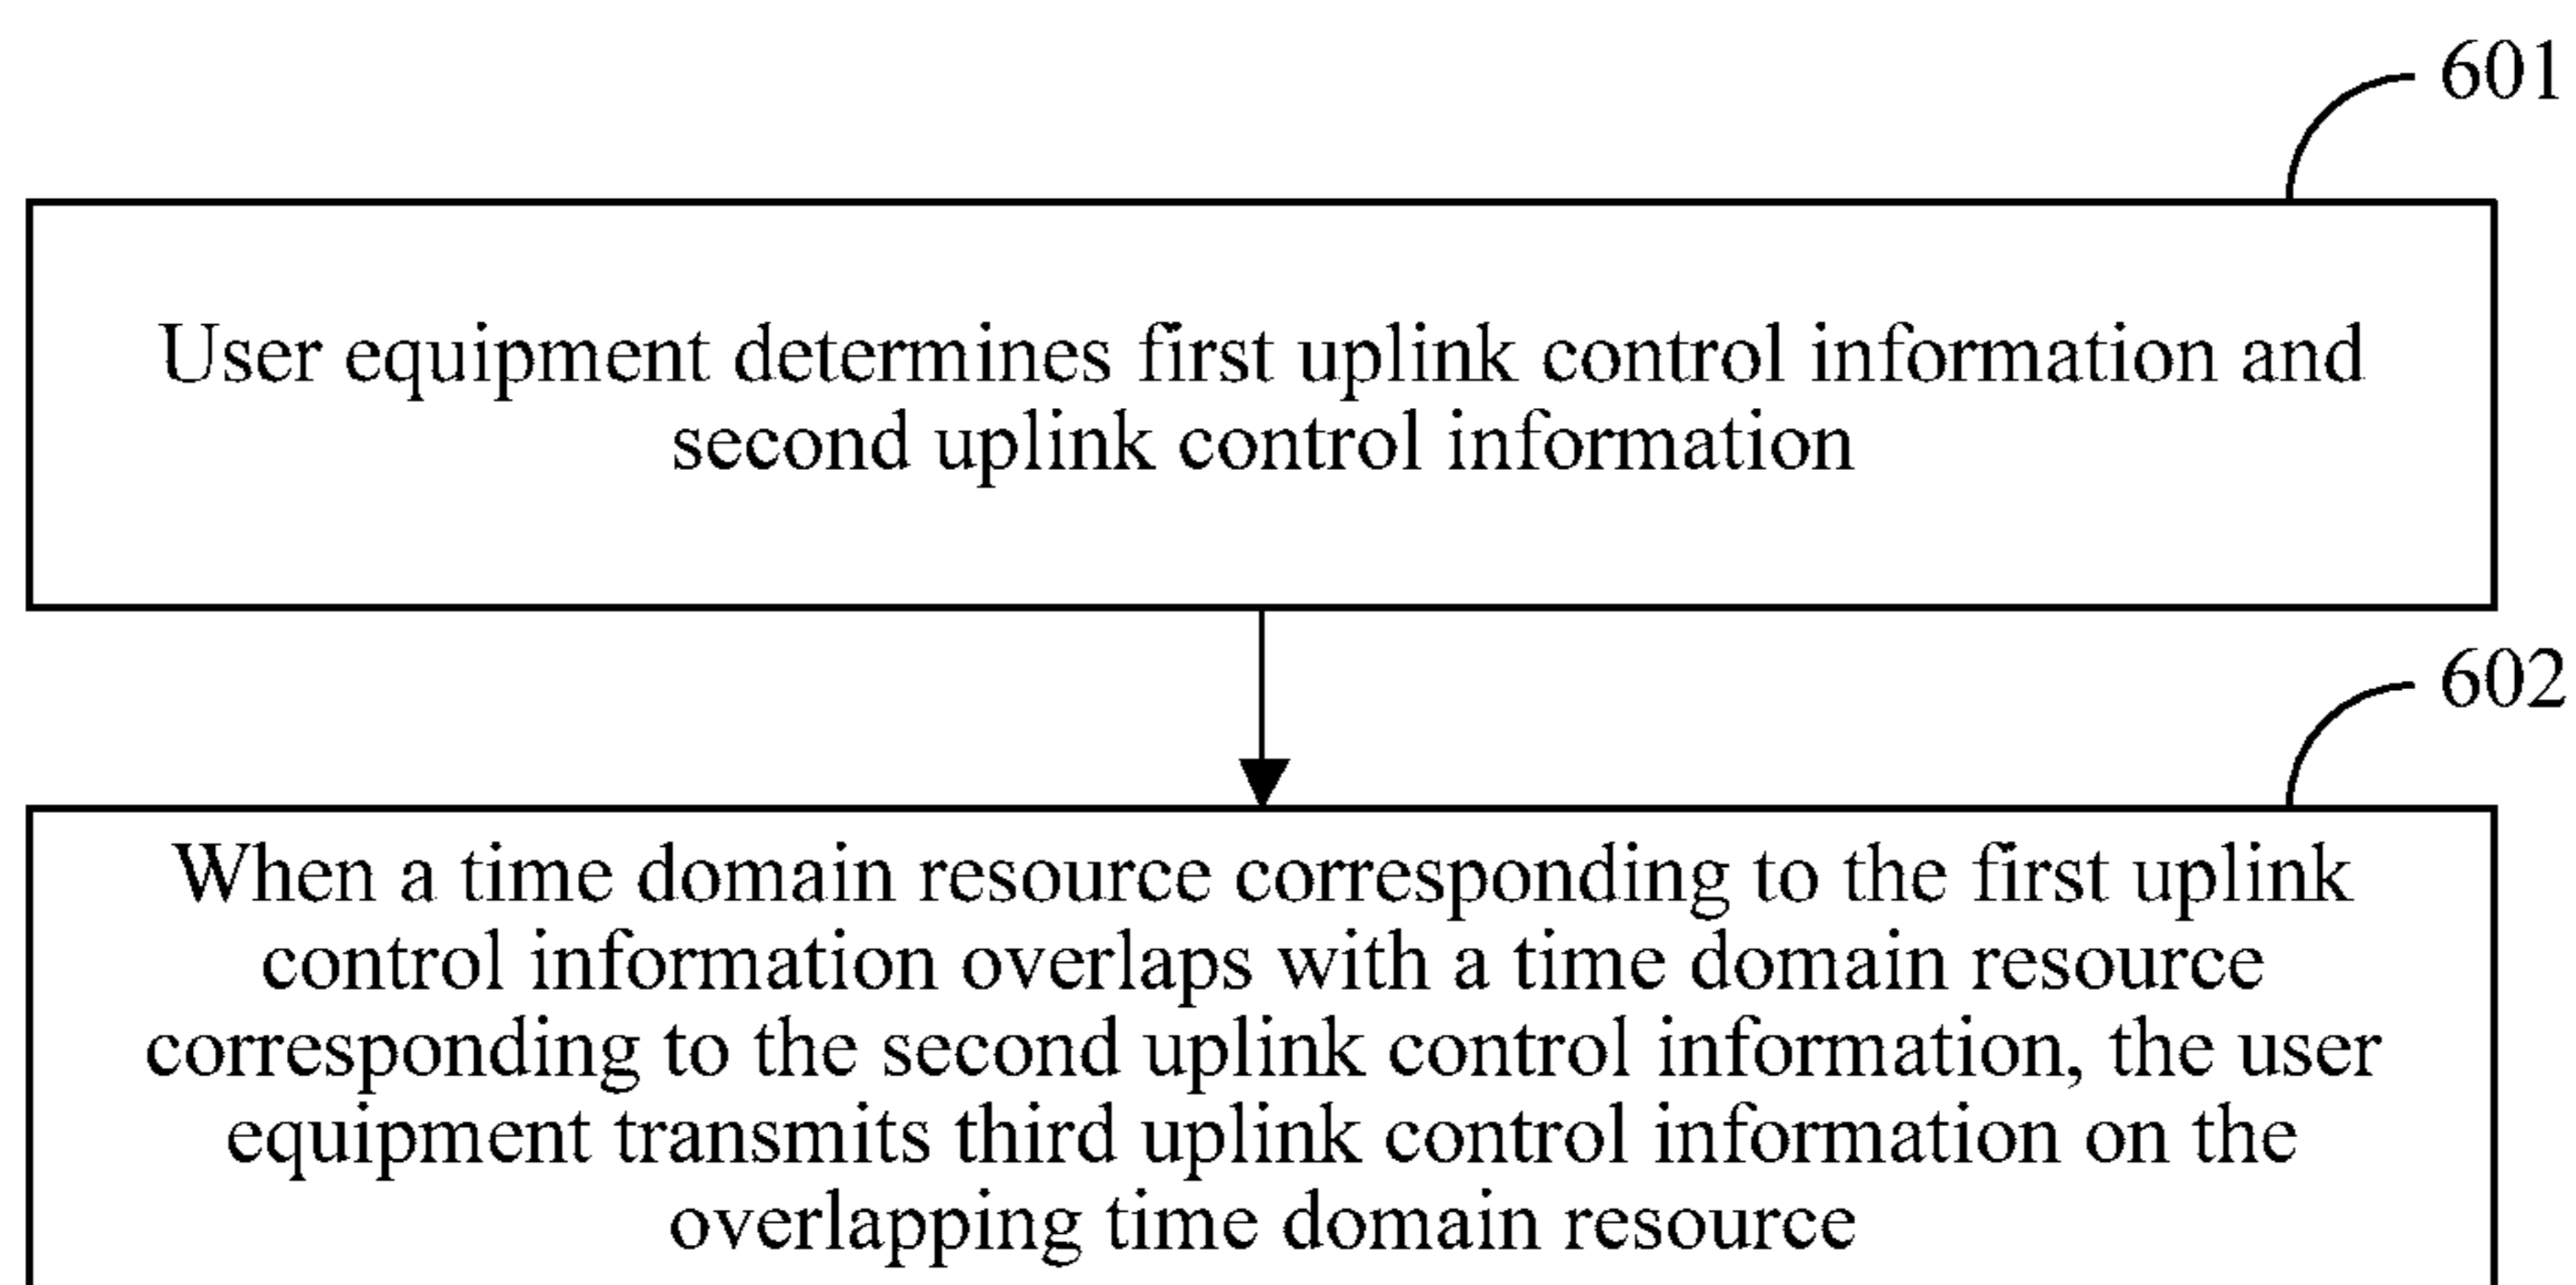 601
User equipment determines first uplink control information and
second uplink control information
602
When a time domain resource corresponding to the first uplink
control information overlaps with a time domain resource
corresponding to the second uplink control information, the user
equipment transmits third uplink control information on the
overlapping time domain resource